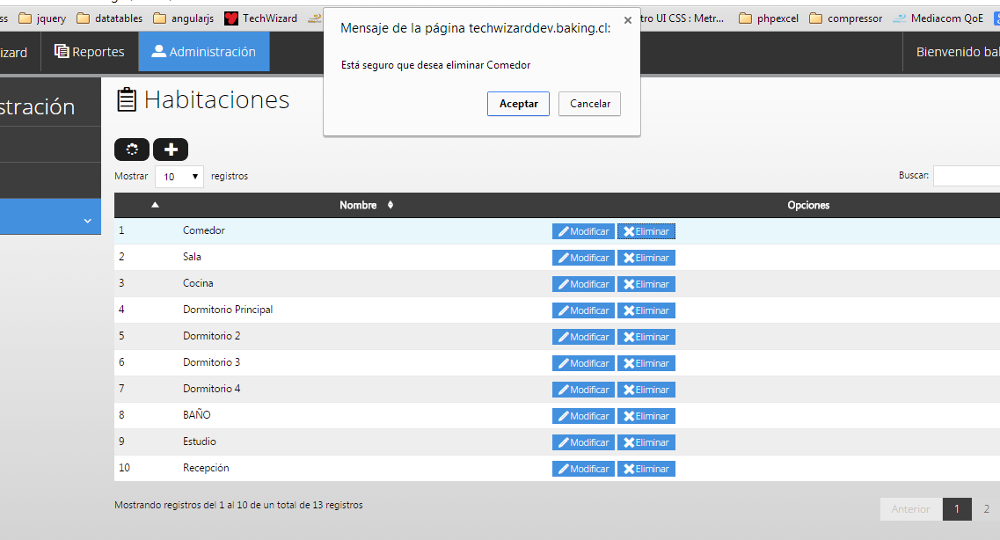 ss jquery datatables angularjs TechWizard tro UI CSS : Metr... phpexcel compressor Mediacom QoE
Mensaje de la página techwizarddev.baking.cl:
Está seguro que desea eliminar Comedor
Aceptar Cancelar
izard Reportes Administración Bienvenido bal
stración
Habitaciones
Mostrar 10 registros Buscar:
Nombre Opciones
1 Comedor Modificar Eliminar
2 Sala Modificar Eliminar
3 Cocina Modificar Eliminar
4 Dormitorio Principal Modificar Eliminar
5 Dormitorio 2 Modificar Eliminar
6 Dormitorio 3 Modificar Eliminar
7 Dormitorio 4 Modificar Eliminar
8 BAÑO Modificar Eliminar
9 Estudio Modificar Eliminar
10 Recepción Modificar Eliminar
Mostrando registros del 1 al 10 de un total de 13 registros
Anterior 1 2